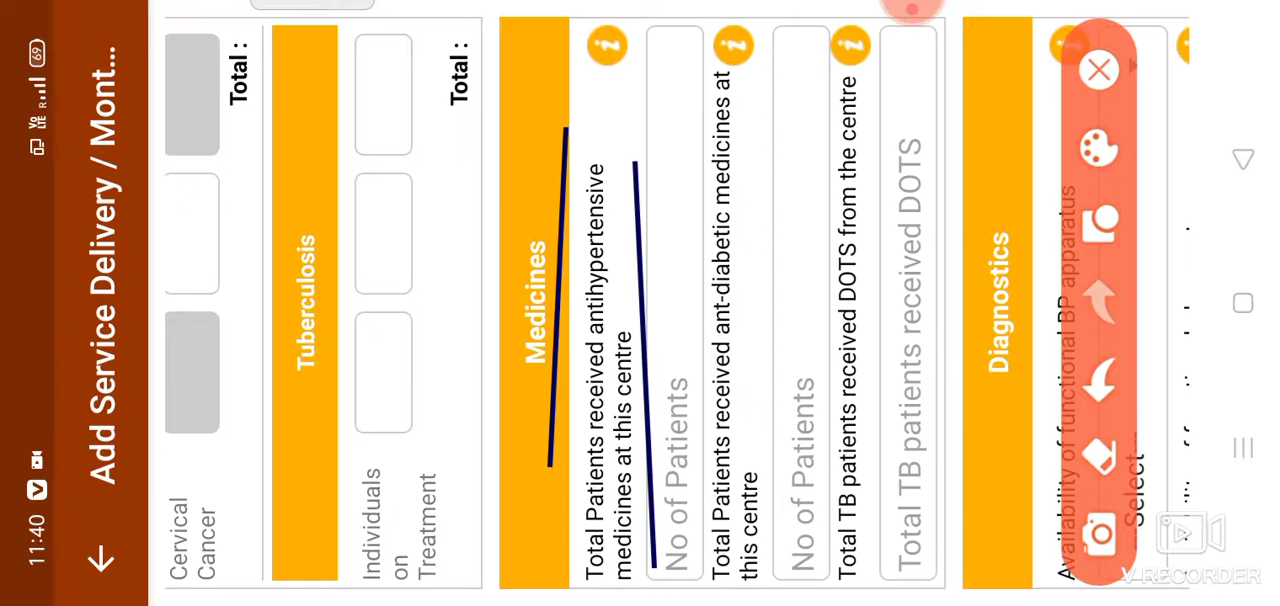 11:40
Vo
LTE
R
69
Add Service Delivery / Mont...
Cervical
Cancer
Total :
Tuberculosis
Individuals
on
Treatment
Total :
Medicines
Total Patients received antihypertensive
medicines at this centre
No of Patients
Total Patients received ant-diabetic medicines at
this centre
No of Patients
Total TB patients received DOTS from the centre
Total TB patients received DOTS
Diagnostics
Availability of functional BP apparatus
Select
V RECORDER